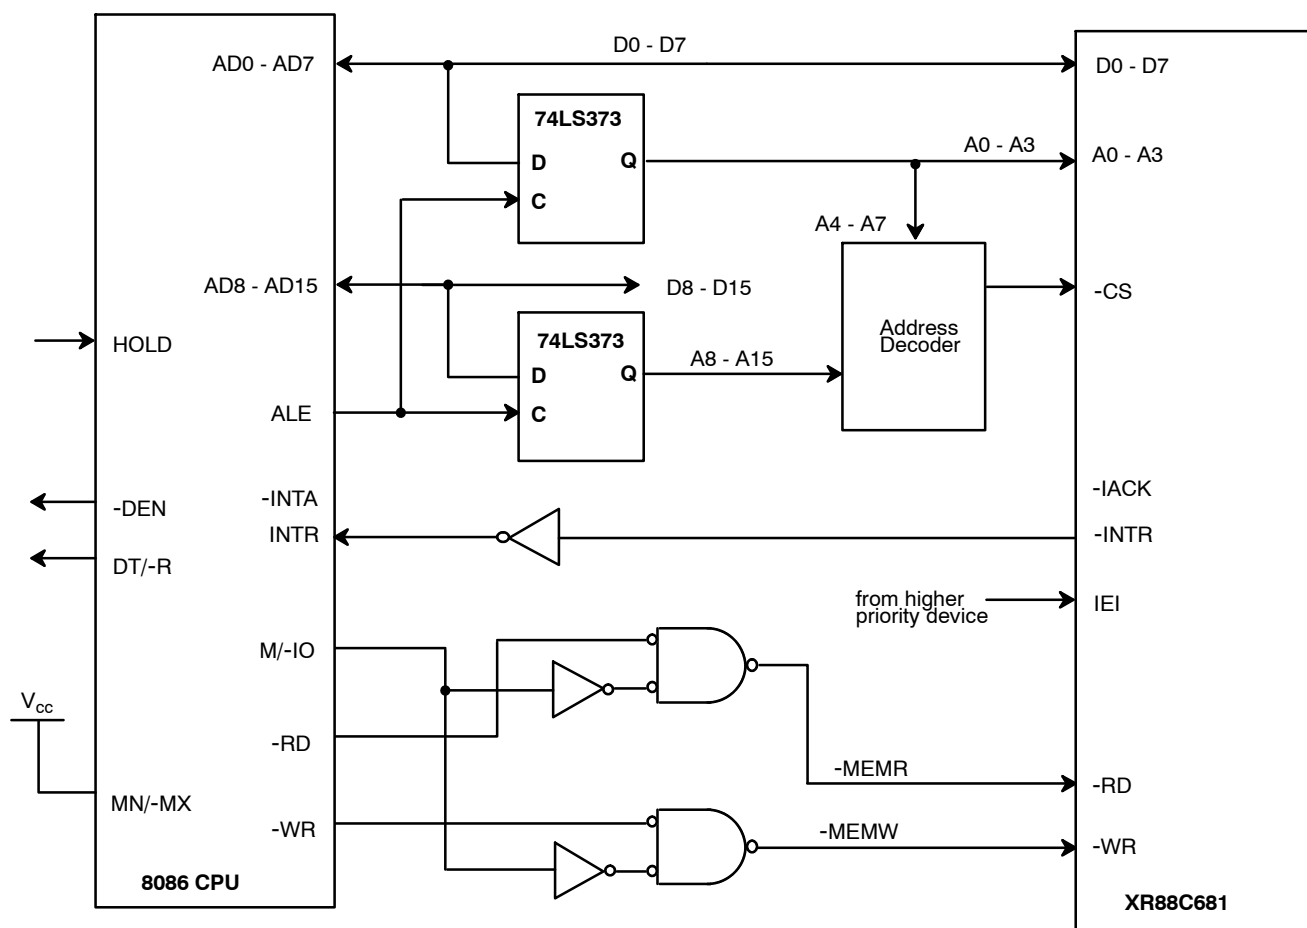 D0 - D7
AD0 - AD7
D0 - D7
74LS373
D
Q
C
A0 - A3
A0 - A3
A4 - A7
AD8 - AD15
D8 - D15
-CS
Address
Decoder
HOLD
74LS373
D
Q
C
A8 - A15
ALE
-DEN
-INTA
INTR
-IACK
-INTR
DT/-R
from higher
priority device
IEI
M/-IO
Vcc
-RD
-MEMR
-RD
MN/-MX
-WR
-MEMW
-WR
8086 CPU
XR88C681